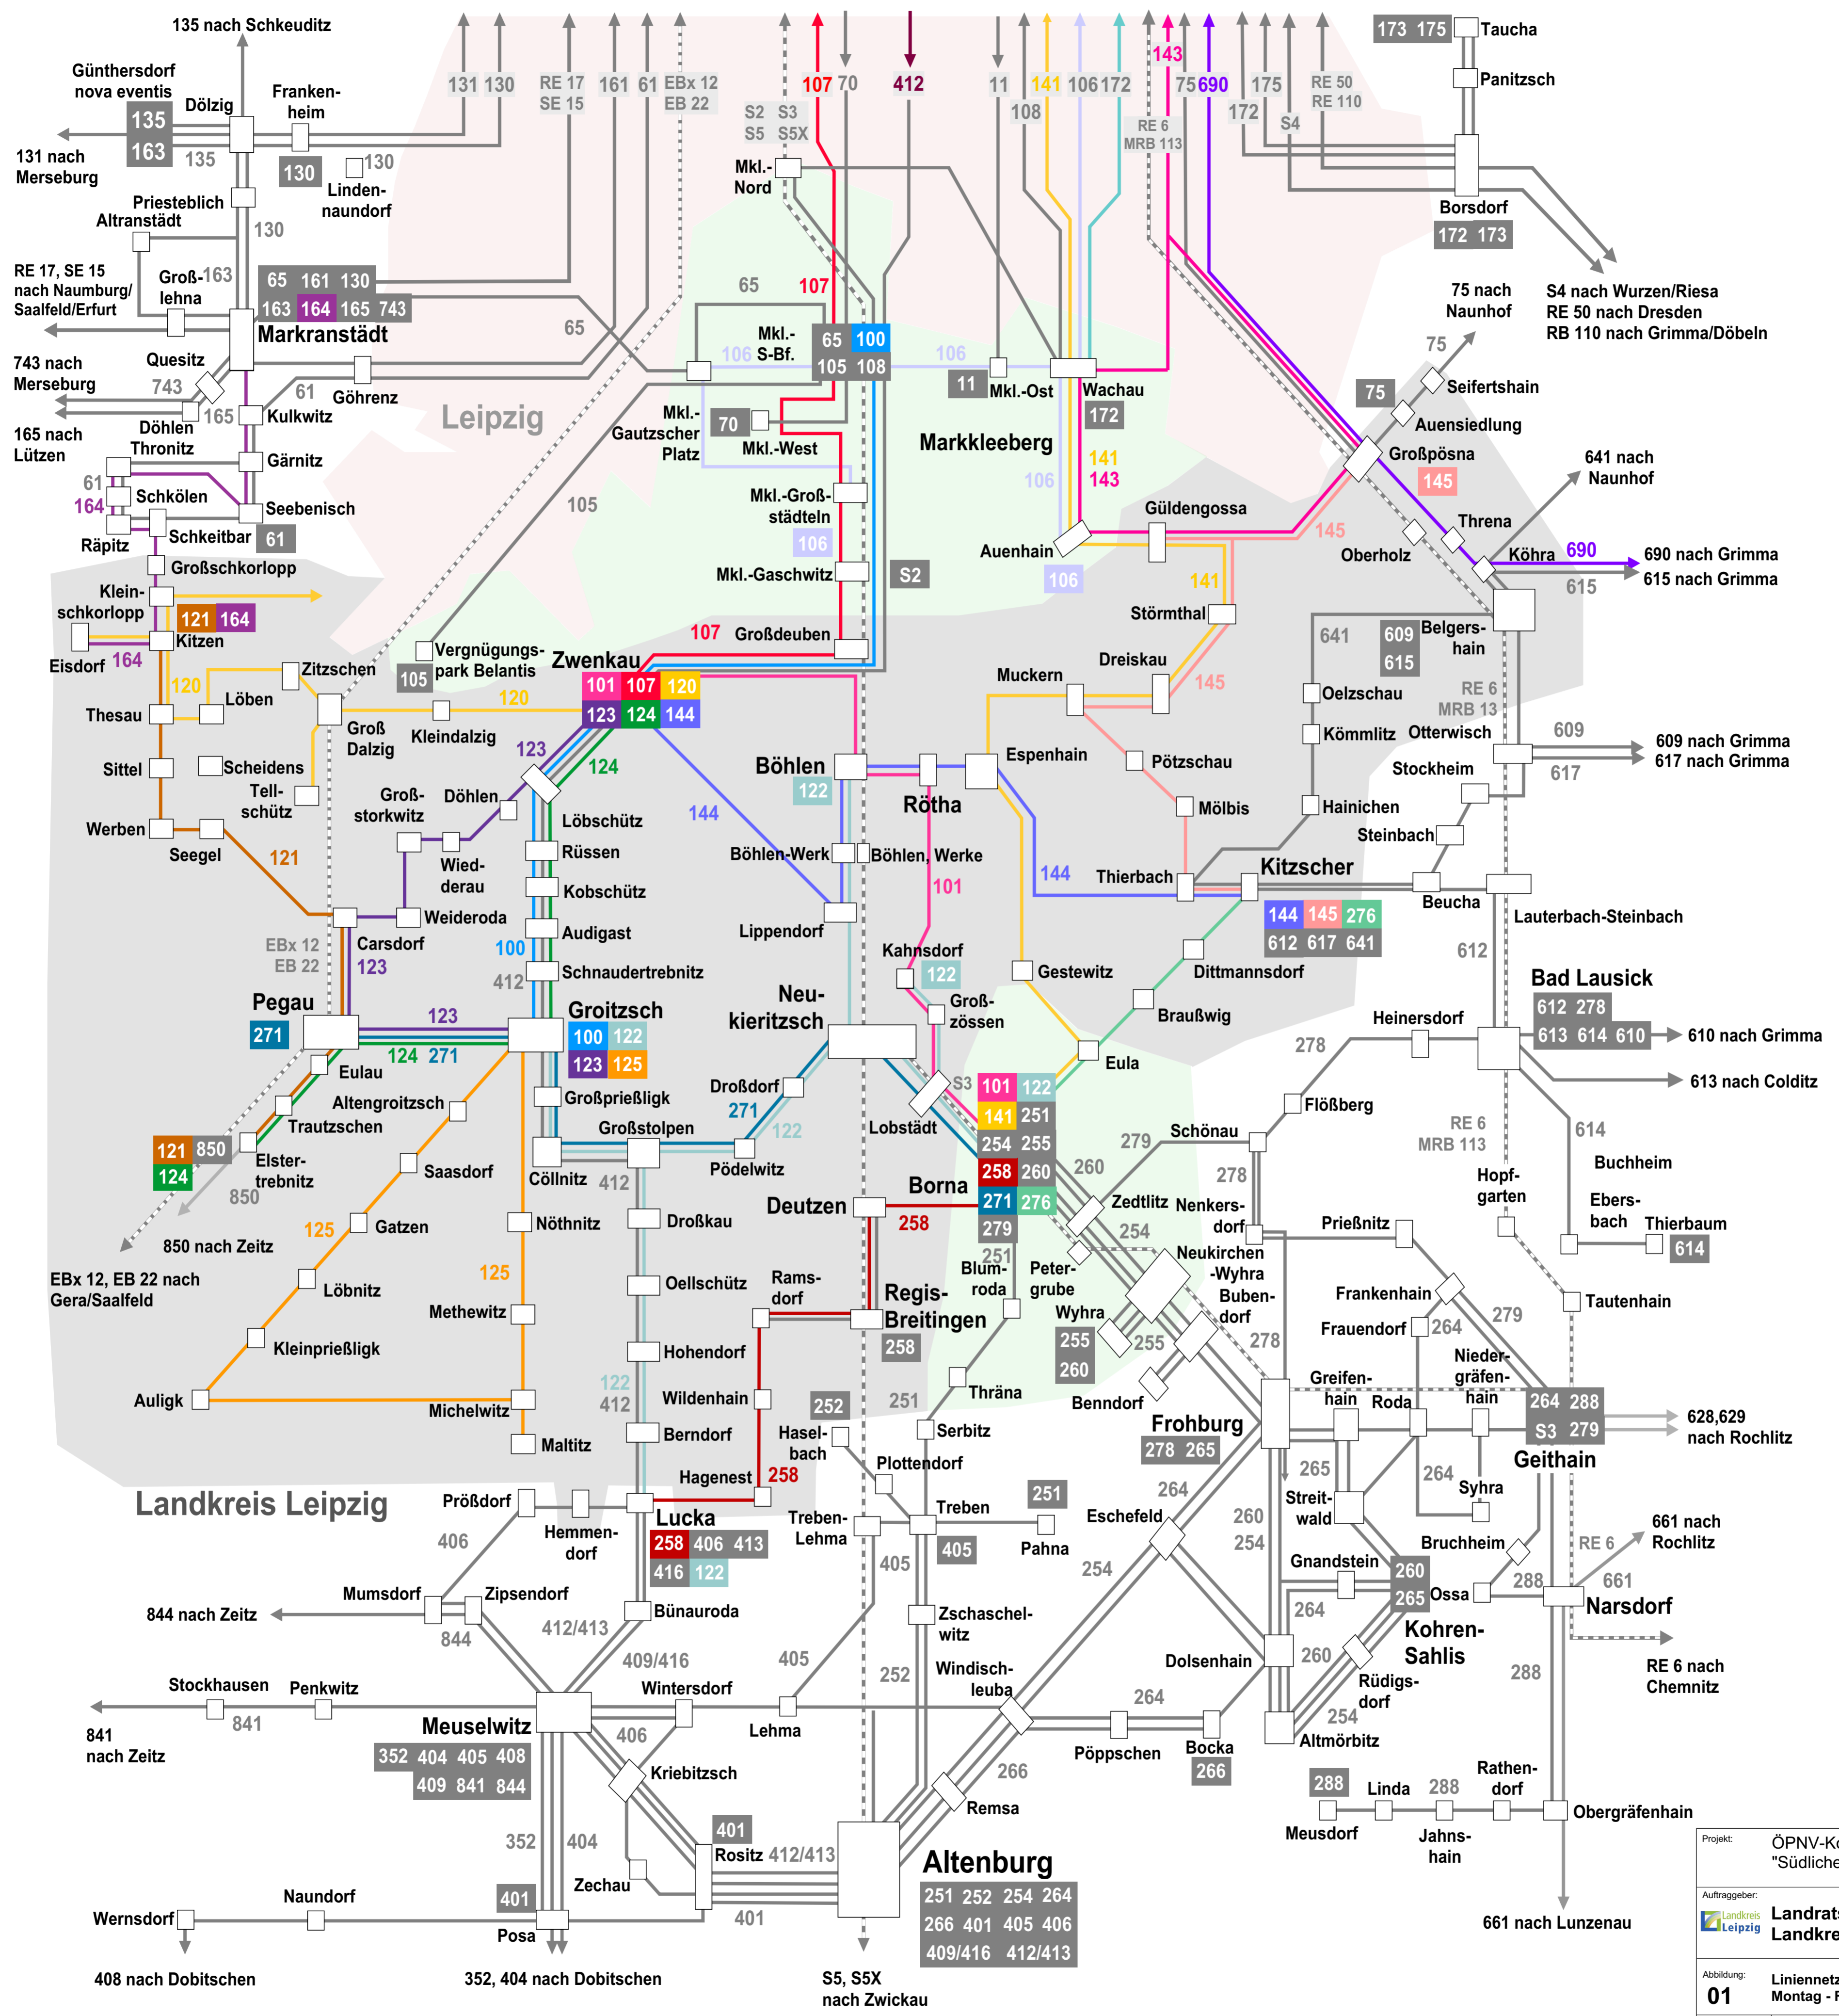 135 nach Schkeuditz
Günthersdorf
nova eventis
Dölzig
Franken-
heim
135
163
135
131 nach
Merseburg
130
130
Linden-
naundorf
Priesteblich
Altranstädt
130
163
RE 17, SE 15
nach Naumburg/
Saalfeld/Erfurt
Groß-
lehna
65 161 130
163 164 165 743
Markranstädt
Quesitz
743 nach
Merseburg
743
165
61
Göhrenz
Kulkwitz
Döhlen
Thronitz
165 nach
Lützen
Gärnitz
61
164
Schkölen
Seebenisch
Räpitz
Schkeitbar
61
Großschkorlopp
131
130
RE 17
SE 15
161
61
EBx 12
EB 22
S2 S3
S5 S5X
107
70
412
11
108
141
106
172
RE 6
MRB 113
143
75
690
172
175
S4
RE 50
RE 110
173 175
Taucha
Panitzsch
Borsdorf
172 173
S4 nach Wurzen/Riesa
RE 50 nach Dresden
RB 110 nach Grimma/Döbeln
Mkl.-
Nord
65
107
65
Mkl.-
S-Bf.
106
65 100
105 108
106
11
Mkl.-Ost
Wachau
172
Leipzig
Mkl.-
Gautzscher
Platz
70
Mkl.-West
Markkleeberg
141
143
106
105
Mkl.-Groß-
städteln
106
Mkl.-Gaschwitz
S2
Auenhain
106
Güldengossa
141
145
Störmthal
75 nach
Naunhof
75
75
Seifertshain
Auensiedlung
Großpösna
145
641 nach
Naunhof
Threna
Oberholz
Köhra
690
690 nach Grimma
615
615 nach Grimma
641
609
615
Belgers-
hain
Klein-
schkorlopp
121 164
Kitzen
Eisdorf
164
120
Zitzschen
Löben
Thesau
Groß
Dalzig
120
Kleindalzig
Vergnügungs-
park Belantis
105
107
Großdeuben
Zwenkau
101 107 120
123 124 144
123
124
144
Sittel
Scheidens
Tell-
schütz
Werben
Seegel
121
Groß-
storkwitz
Döhlen
Wied-
derau
Löbschütz
Rüssen
Kobschütz
Audigast
Schnaudertrebnitz
100
412
Weideroda
Carsdorf
EBx 12
EB 22
123
Pegau
271
123
124 271
Groitzsch
100 122
123 125
Böhlen
122
Rötha
Böhlen-Werk
Böhlen, Werke
101
Lippendorf
Espenhain
Muckern
Dreiskau
145
Pötzschau
Mölbis
144
Thierbach
Kitzscher
144 145 276
612 617 641
Oelzschau
Kömmlitz
Hainichen
RE 6
MRB 13
Otterwisch
609
609 nach Grimma
617
617 nach Grimma
Stockheim
Steinbach
Beucha
Lauterbach-Steinbach
612
Kahnsdorf
122
Groß-
zössen
Gestewitz
Dittmannsdorf
Braußwig
Eula
Neu-
kieritzsch
Lobstädt
S3
101 122
141 251
254 255
258 260
271 276
279
Borna
Bad Lausick
612 278
613 614 610
610 nach Grimma
613 nach Colditz
Heinersdorf
278
Flößberg
Schönau
279
260
278
RE 6
MRB 113
614
Buchheim
Hopf-
garten
Ebers-
bach
Thierbaum
614
Eulau
Trautzschen
Elster-
trebnitz
121 850
124
850
850 nach Zeitz
EBx 12, EB 22 nach
Gera/Saalfeld
Altengroitzsch
Saasdorf
Gatzen
125
Löbnitz
Kleinprießligk
Auligk
Großprießligk
Cöllnitz
Großstolpen
Droßdorf
271
122
Pödelwitz
412
Nöthnitz
125
Methewitz
Michelwitz
Maltitz
Droßkau
Oellschütz
Hohendorf
122
412
Berndorf
Deutzen
258
Rams-
dorf
Regis-
Breitingen
258
Wildenhain
Hagenest
258
251
Blum-
roda
Peter-
grube
Zedtlitz
254
Neukirchen
-Wyhra
Buben-
dorf
Wyhra
255
260
255
Benndorf
Thräna
251
Serbitz
252
Hasel-
bach
Plottendorf
Treben
251
Pahna
405
Treben-
Lehma
405
Nenkers-
dorf
Prießnitz
Frankenhain
279
Frauendorf
264
278
Greifen-
hain
Roda
Nieder-
gräfen-
hain
Tautenhain
264 288
S3 279
Geithain
628,629
nach Rochlitz
Frohburg
278 265
265
264
Syhra
Streit-
wald
264
260
254
Eschefeld
254
Gnandstein
260
265
Kohren-
Sahlis
264
260
Dolsenhain
Rüdigs-
dorf
254
Altmörbitz
Bruchheim
Ossa
288
RE 6
661 nach
Rochlitz
661
Narsdorf
RE 6 nach
Chemnitz
288
Landkreis Leipzig
Prößdorf
Hemmen-
dorf
406
Lucka
258 406 413
416 122
Mumsdorf
Zipsendorf
844 nach Zeitz
844
Bünauroda
412/413
409/416
Stockhausen
Penkwitz
841
841
nach Zeitz
Meuselwitz
352 404 405 408
409 841 844
Wintersdorf
406
Lehma
405
Kriebitzsch
Zschaschel-
witz
252
Windisch-
leuba
264
Pöppschen
Bocka
266
266
Remsa
288
Meusdorf
Linda
288
Jahns-
hain
Rathen-
dorf
Obergräfenhain
661 nach Lunzenau
352
404
401
Rositz
412/413
Zechau
401
401
Posa
Naundorf
Wernsdorf
408 nach Dobitschen
352, 404 nach Dobitschen
Altenburg
251 252 254 264
266 401 405 406
409/416 412/413
S5, S5X
nach Zwickau
Projekt:
ÖPNV-Ko
"Südliche
Auftraggeber:
Landkreis
Leipzig
Landrats
Landkre
Abbildung:
01
Liniennetz
Montag - F